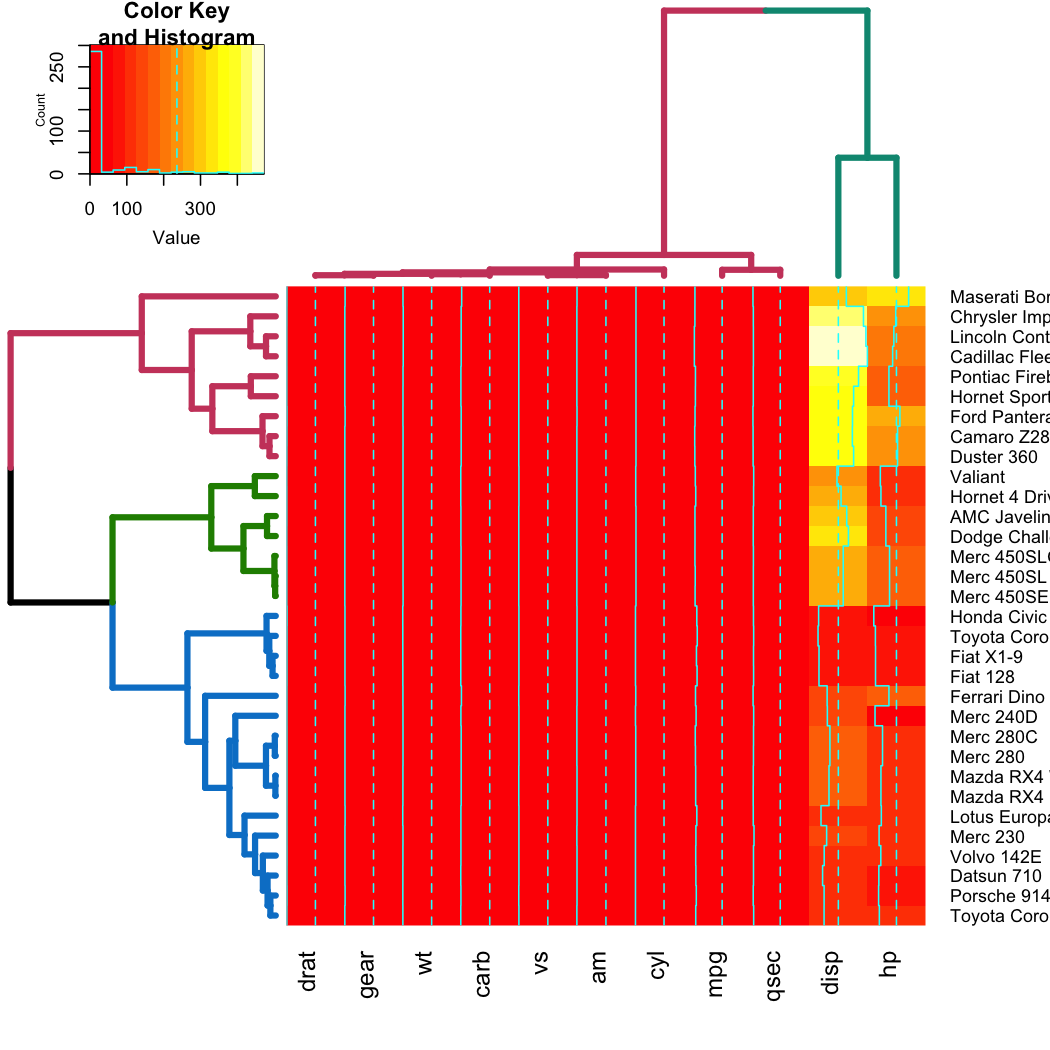 Color Key
and Histogram
Count
0 100 250
0 100 300
Value
Maserati Bor
Chrysler Imp
Lincoln Cont
Cadillac Flee
Pontiac Fireb
Hornet Sport
Ford Pantera
Camaro Z28
Duster 360
Valiant
Hornet 4 Driv
AMC Javelin
Dodge Chall
Merc 450SLC
Merc 450SL
Merc 450SE
Honda Civic
Toyota Coro
Fiat X1-9
Fiat 128
Ferrari Dino
Merc 240D
Merc 280C
Merc 280
Mazda RX4 W
Mazda RX4
Lotus Europa
Merc 230
Volvo 142E
Datsun 710
Porsche 914
Toyota Coro
drat gear wt carb vs am cyl mpg qsec disp hp